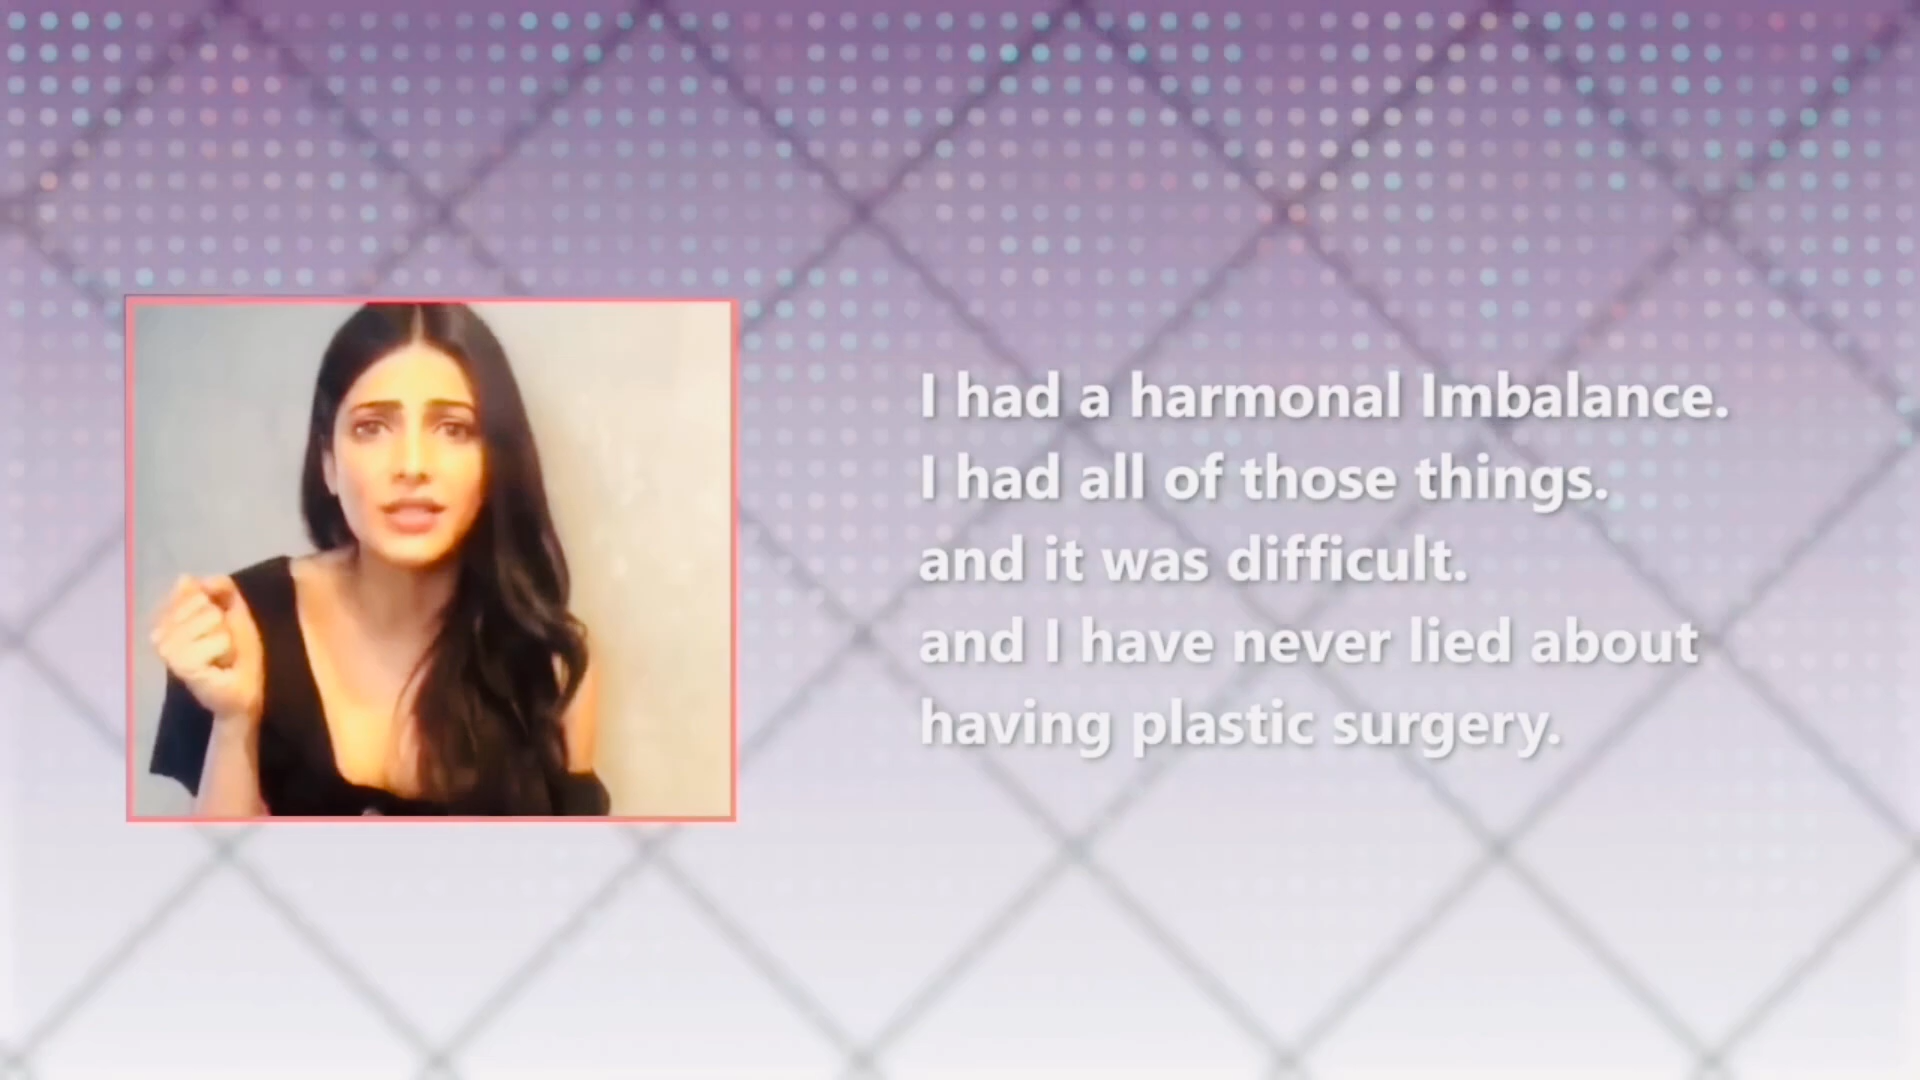 I had a harmonal Imbalance.
I had all of those things.
and it was difficult.
and I have never lied about
having plastic surgery.